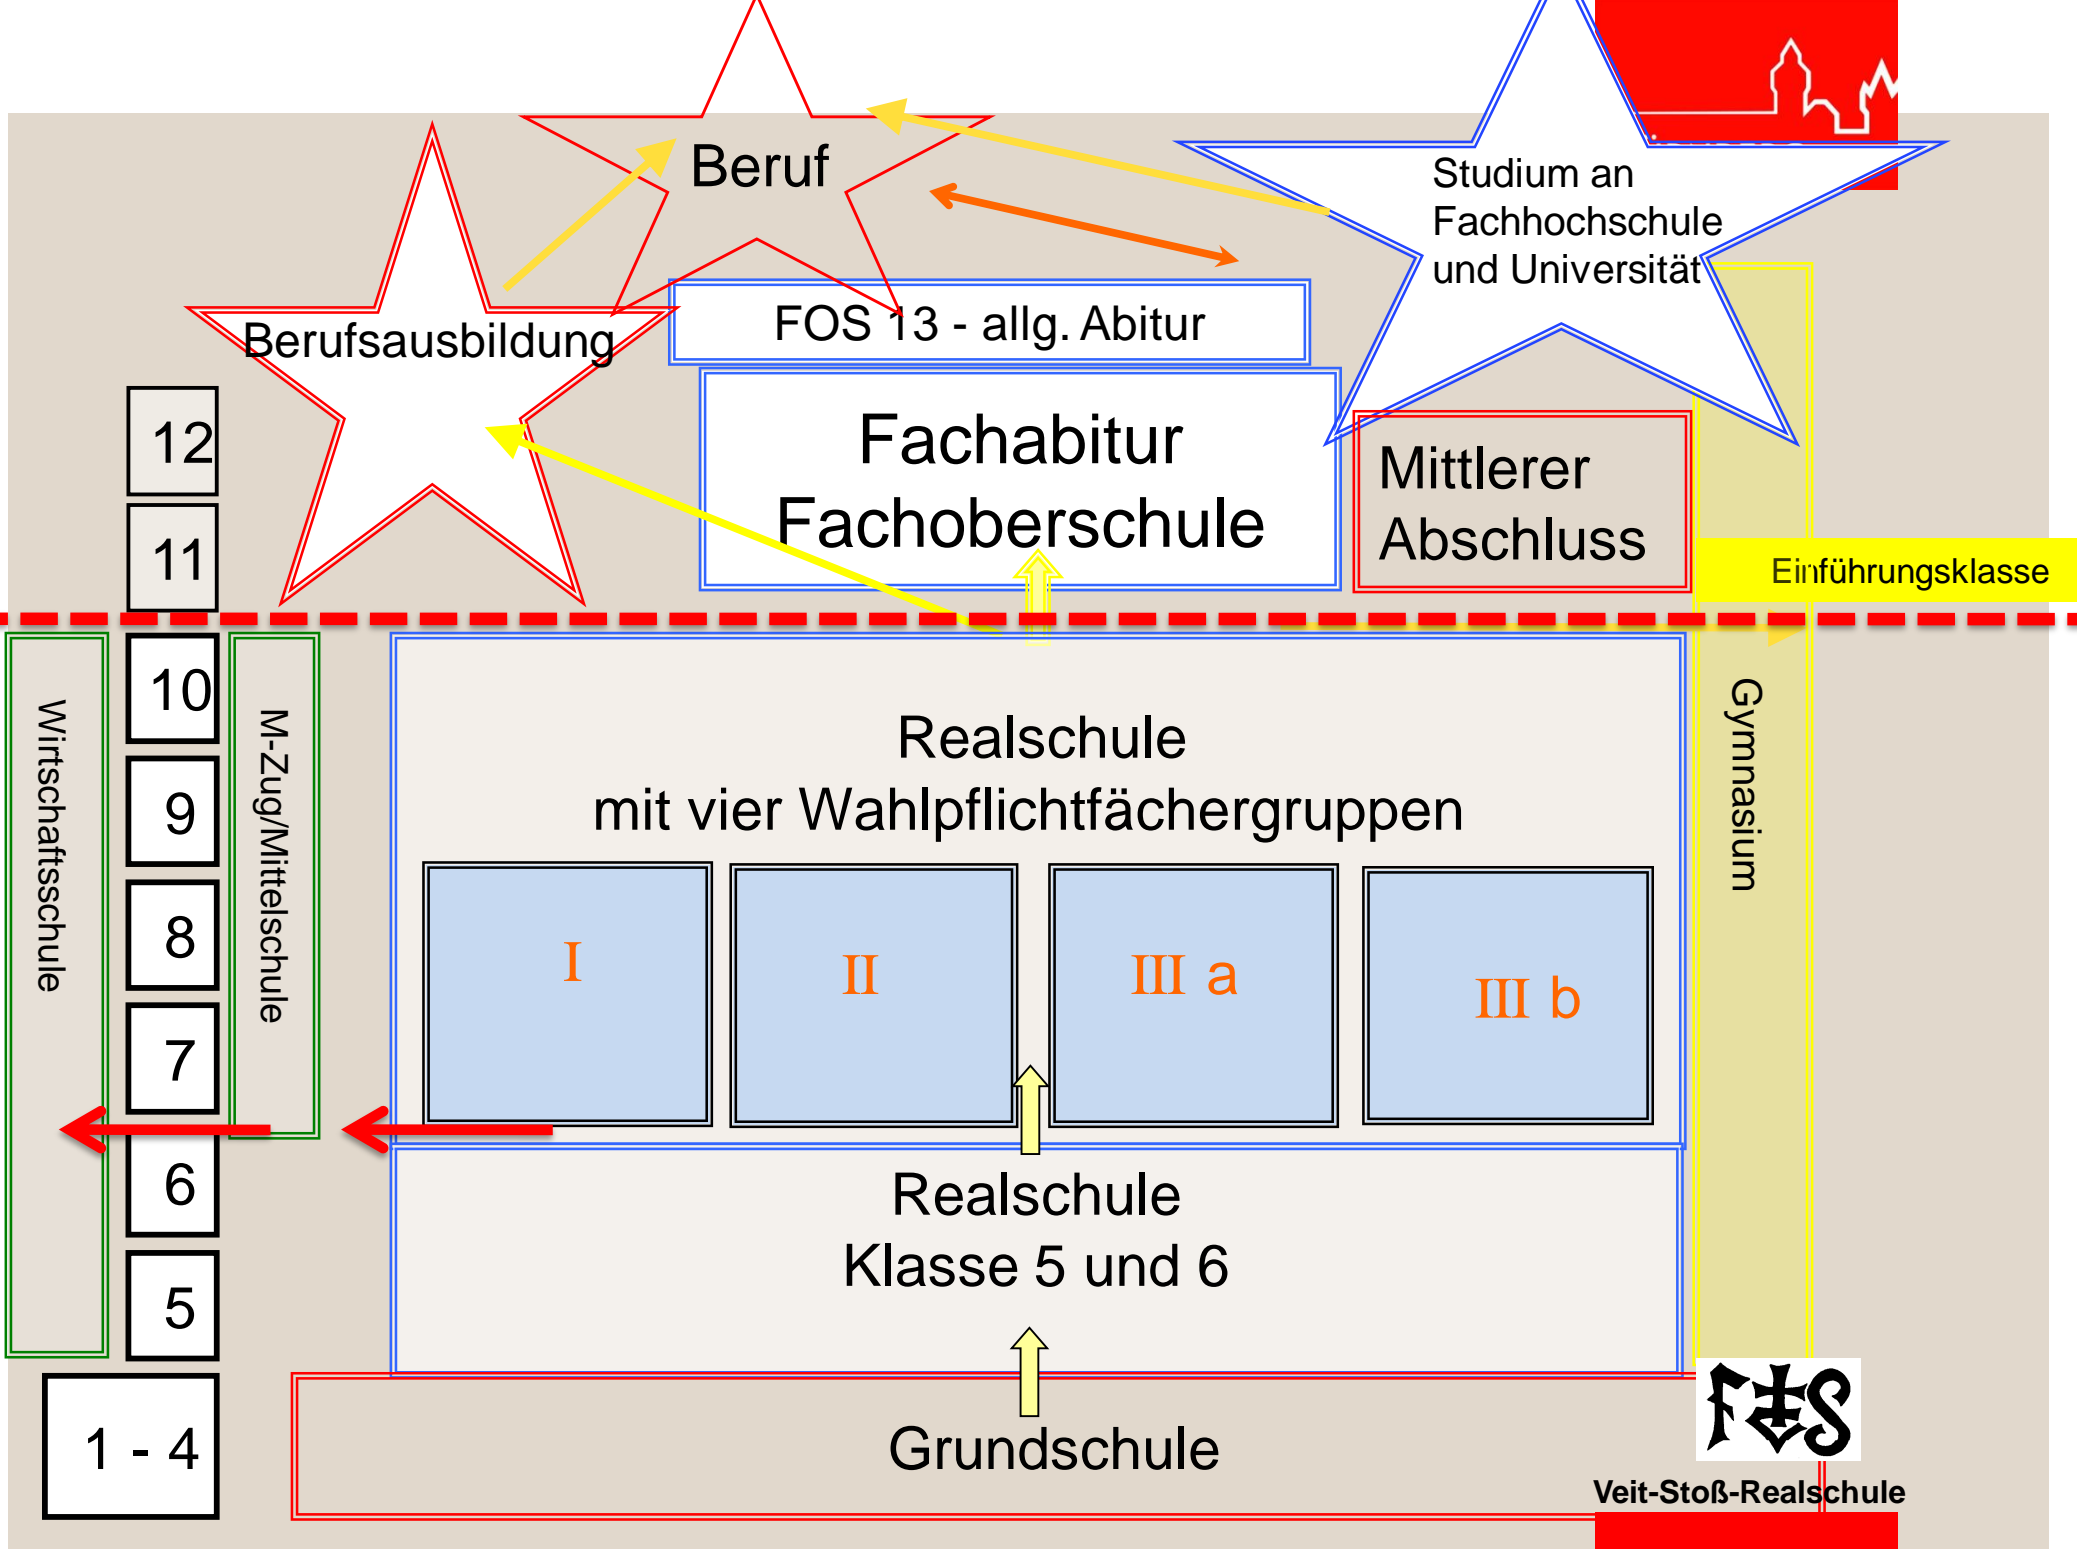 Beruf
Studium an
Fachhochschule
und Universität
Berufsausbildung
FOS 13 - allg. Abitur
Fachabitur
Fachoberschule
Mittlerer
Abschluss
Einführungsklasse
12
11
10
9
8
7
6
5
1 - 4
Wirtschaftsschule
M-Zug/Mittelschule
Realschule
mit vier Wahlpflichtfächergruppen
I
II
III a
III b
Gymnasium
Realschule
Klasse 5 und 6
Grundschule
Veit-Stoß-Realschule